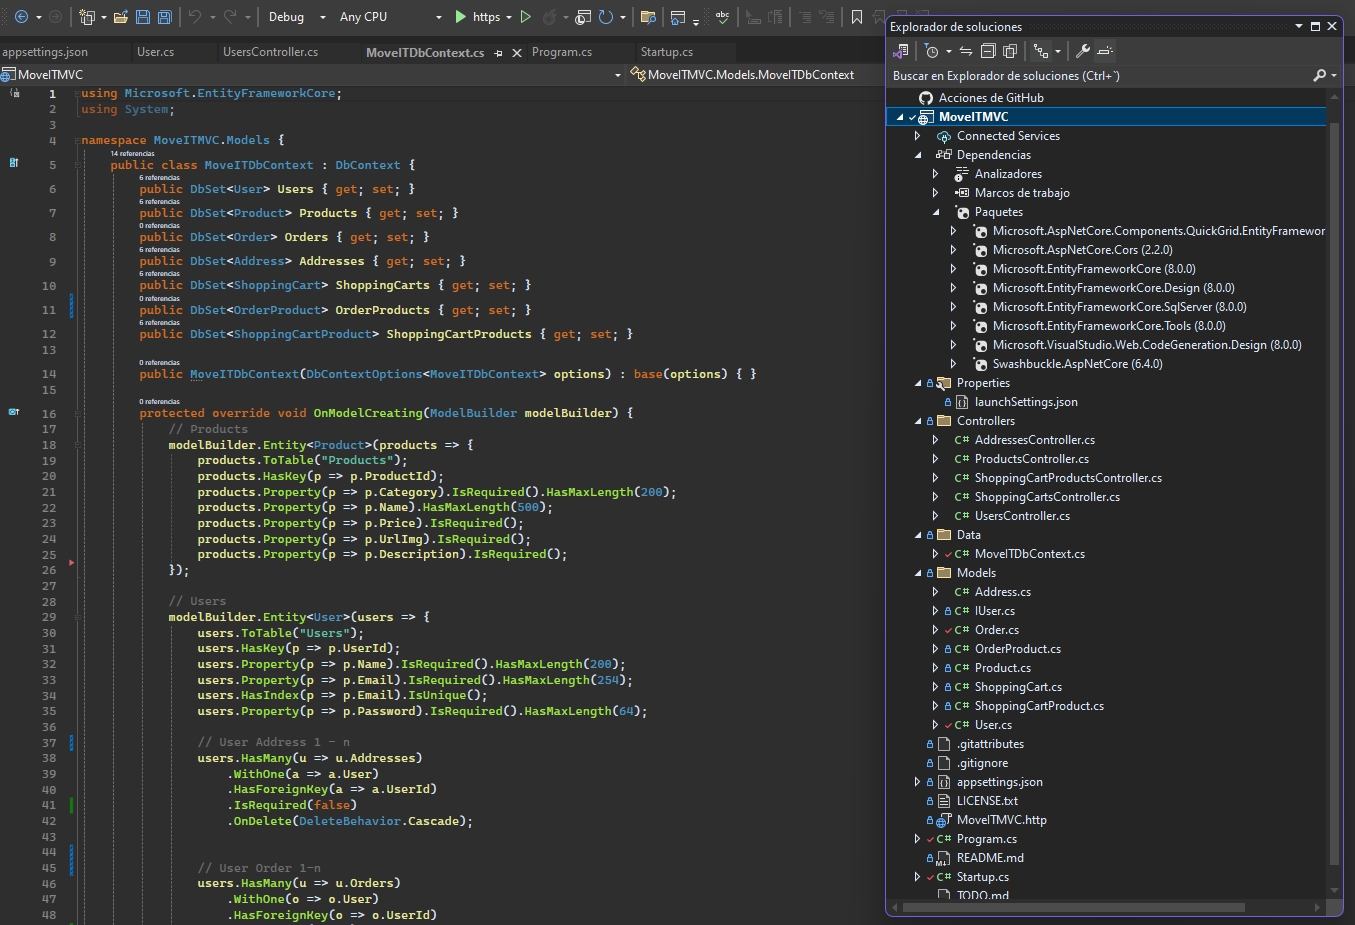 Debug
Any CPU
https
appsettings.json
User.cs
UsersController.cs
MoveITDbContext.cs
Program.cs
Startup.cs
MoveITMVC
MoveITMVC.Models.MoveITDbContext
1 using Microsoft.EntityFrameworkCore;
2 using System;
3
4 namespace MoveITMVC.Models {
14 referencias
5 public class MoveITDbContext : DbContext {
6 referencias
6 public DbSet<User> Users { get; set; }
6 referencias
7 public DbSet<Product> Products { get; set; }
0 referencias
8 public DbSet<Order> Orders { get; set; }
6 referencias
9 public DbSet<Address> Addresses { get; set; }
6 referencias
10 public DbSet<ShoppingCart> ShoppingCarts { get; set; }
0 referencias
11 public DbSet<OrderProduct> OrderProducts { get; set; }
6 referencias
12 public DbSet<ShoppingCartProduct> ShoppingCartProducts { get; set; }
13
0 referencias
14 public MoveITDbContext(DbContextOptions<MoveITDbContext> options) : base(options) { }
15
0 referencias
16 protected override void OnModelCreating(ModelBuilder modelBuilder) {
17 // Products
18 modelBuilder.Entity<Product>(products => {
19 products.ToTable("Products");
20 products.HasKey(p => p.ProductId);
21 products.Property(p => p.Category).IsRequired().HasMaxLength(200);
22 products.Property(p => p.Name).HasMaxLength(500);
23 products.Property(p => p.Price).IsRequired();
24 products.Property(p => p.UrlImg).IsRequired();
25 products.Property(p => p.Description).IsRequired();
26 });
27
28 // Users
29 modelBuilder.Entity<User>(users => {
30 users.ToTable("Users");
31 users.HasKey(p => p.UserId);
32 users.Property(p => p.Name).IsRequired().HasMaxLength(200);
33 users.Property(p => p.Email).IsRequired().HasMaxLength(254);
34 users.HasIndex(p => p.Email).IsUnique();
35 users.Property(p => p.Password).IsRequired().HasMaxLength(64);
36
37 // User Address 1 - n
38 users.HasMany(u => u.Addresses)
39 .WithOne(a => a.User)
40 .HasForeignKey(a => a.UserId)
41 .IsRequired(false)
42 .OnDelete(DeleteBehavior.Cascade);
43
44
45 // User Order 1-n
46 users.HasMany(u => u.Orders)
47 .WithOne(o => o.User)
48 .HasForeignKey(o => o.UserId)
Explorador de soluciones
Buscar en Explorador de soluciones (Ctrl+`)
Acciones de GitHub
MoveITMVC
Connected Services
Dependencias
Analizadores
Marcos de trabajo
Paquetes
Microsoft.AspNetCore.Components.QuickGrid.EntityFramewor
Microsoft.AspNetCore.Cors (2.2.0)
Microsoft.EntityFrameworkCore (8.0.0)
Microsoft.EntityFrameworkCore.Design (8.0.0)
Microsoft.EntityFrameworkCore.SqlServer (8.0.0)
Microsoft.EntityFrameworkCore.Tools (8.0.0)
Microsoft.VisualStudio.Web.CodeGeneration.Design (8.0.0)
Swashbuckle.AspNetCore (6.4.0)
Properties
launchSettings.json
Controllers
C# AddressesController.cs
C# ProductsController.cs
C# ShoppingCartProductsController.cs
C# ShoppingCartsController.cs
C# UsersController.cs
Data
C# MoveITDbContext.cs
Models
C# Address.cs
C# IUser.cs
C# Order.cs
C# OrderProduct.cs
C# Product.cs
C# ShoppingCart.cs
C# ShoppingCartProduct.cs
C# User.cs
.gitattributes
.gitignore
appsettings.json
LICENSE.txt
MoveITMVC.http
C# Program.cs
README.md
C# Startup.cs
TODO.md